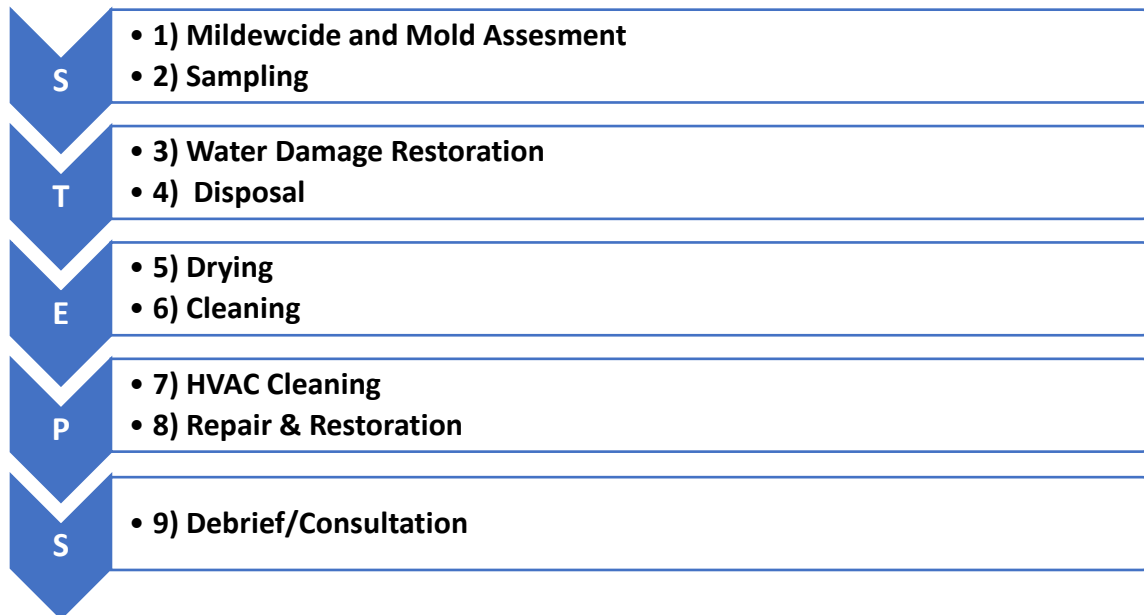 S
• 1) Mildewcide and Mold Assesment
• 2) Sampling
T
• 3) Water Damage Restoration
• 4)  Disposal
E
• 5) Drying
• 6) Cleaning
P
• 7) HVAC Cleaning
• 8) Repair & Restoration
S
• 9) Debrief/Consultation